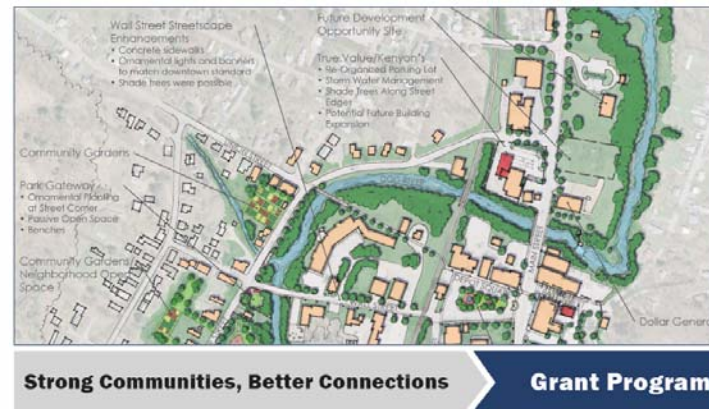 Wall Street Streetscape
Enhancements
• Concrete sidewalks
• Ornamental lights and banners
to match downtown standard
• Shade trees were possible
Future Development
Opportunity Site
True Value/Kenyon's
• Re-Organized Parking Lot
• Storm Water Management
• Shade Trees Along Street
Edges
• Potential Future Building
Expansion
Community Gardens
Park Gateway
• Ornamental Planting
at Street Corner
• Passive Open Space
• Benches
Community Gardens/
Neighborhood Open
Space ?
MAIN STREET
Dollar Genera
Strong Communities, Better Connections
Grant Program